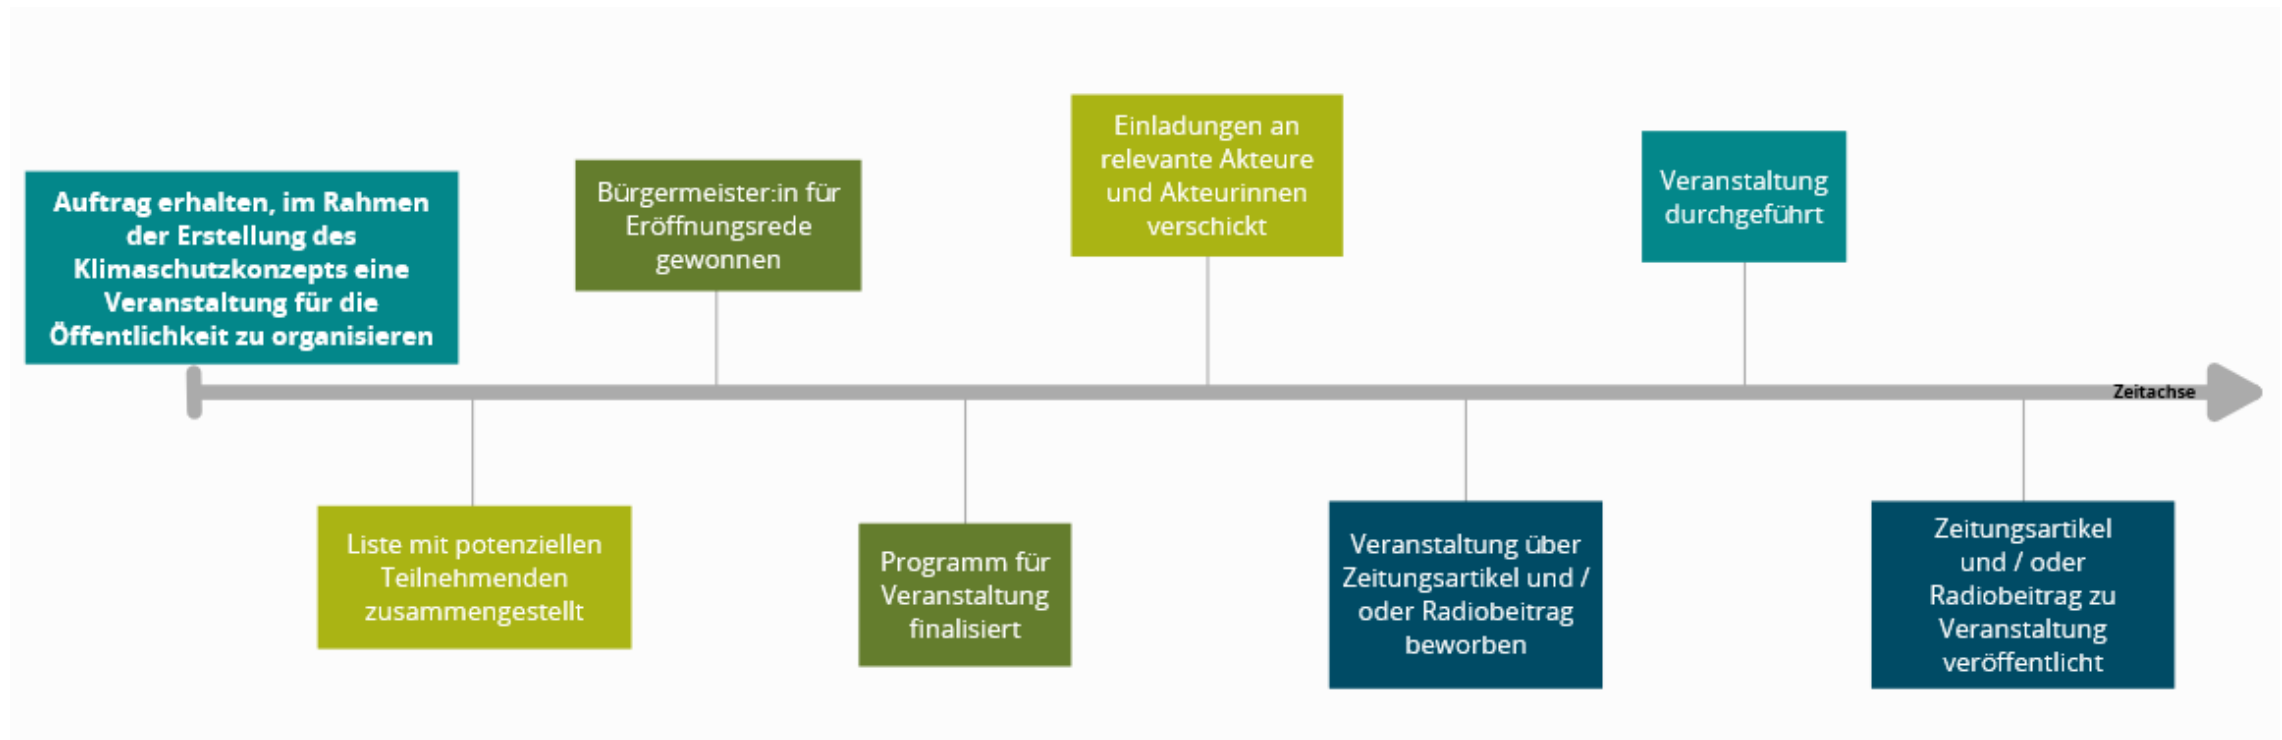 Auftrag erhalten, im Rahmen
der Erstellung des
Klimaschutzkonzepts eine
Veranstaltung für die
Öffentlichkeit zu organisieren
Liste mit potenziellen
Teilnehmenden
zusammengestellt
Bürgermeister:in für
Eröffnungsrede
gewonnen
Programm für
Veranstaltung
finalisiert
Einladungen an
relevante Akteure
und Akteurinnen
verschickt
Veranstaltung über
Zeitungsartikel und /
oder Radiobeitrag
beworben
Veranstaltung
durchgeführt
Zeitungsartikel
und / oder
Radiobeitrag zu
Veranstaltung
veröffentlicht
Zeitachse